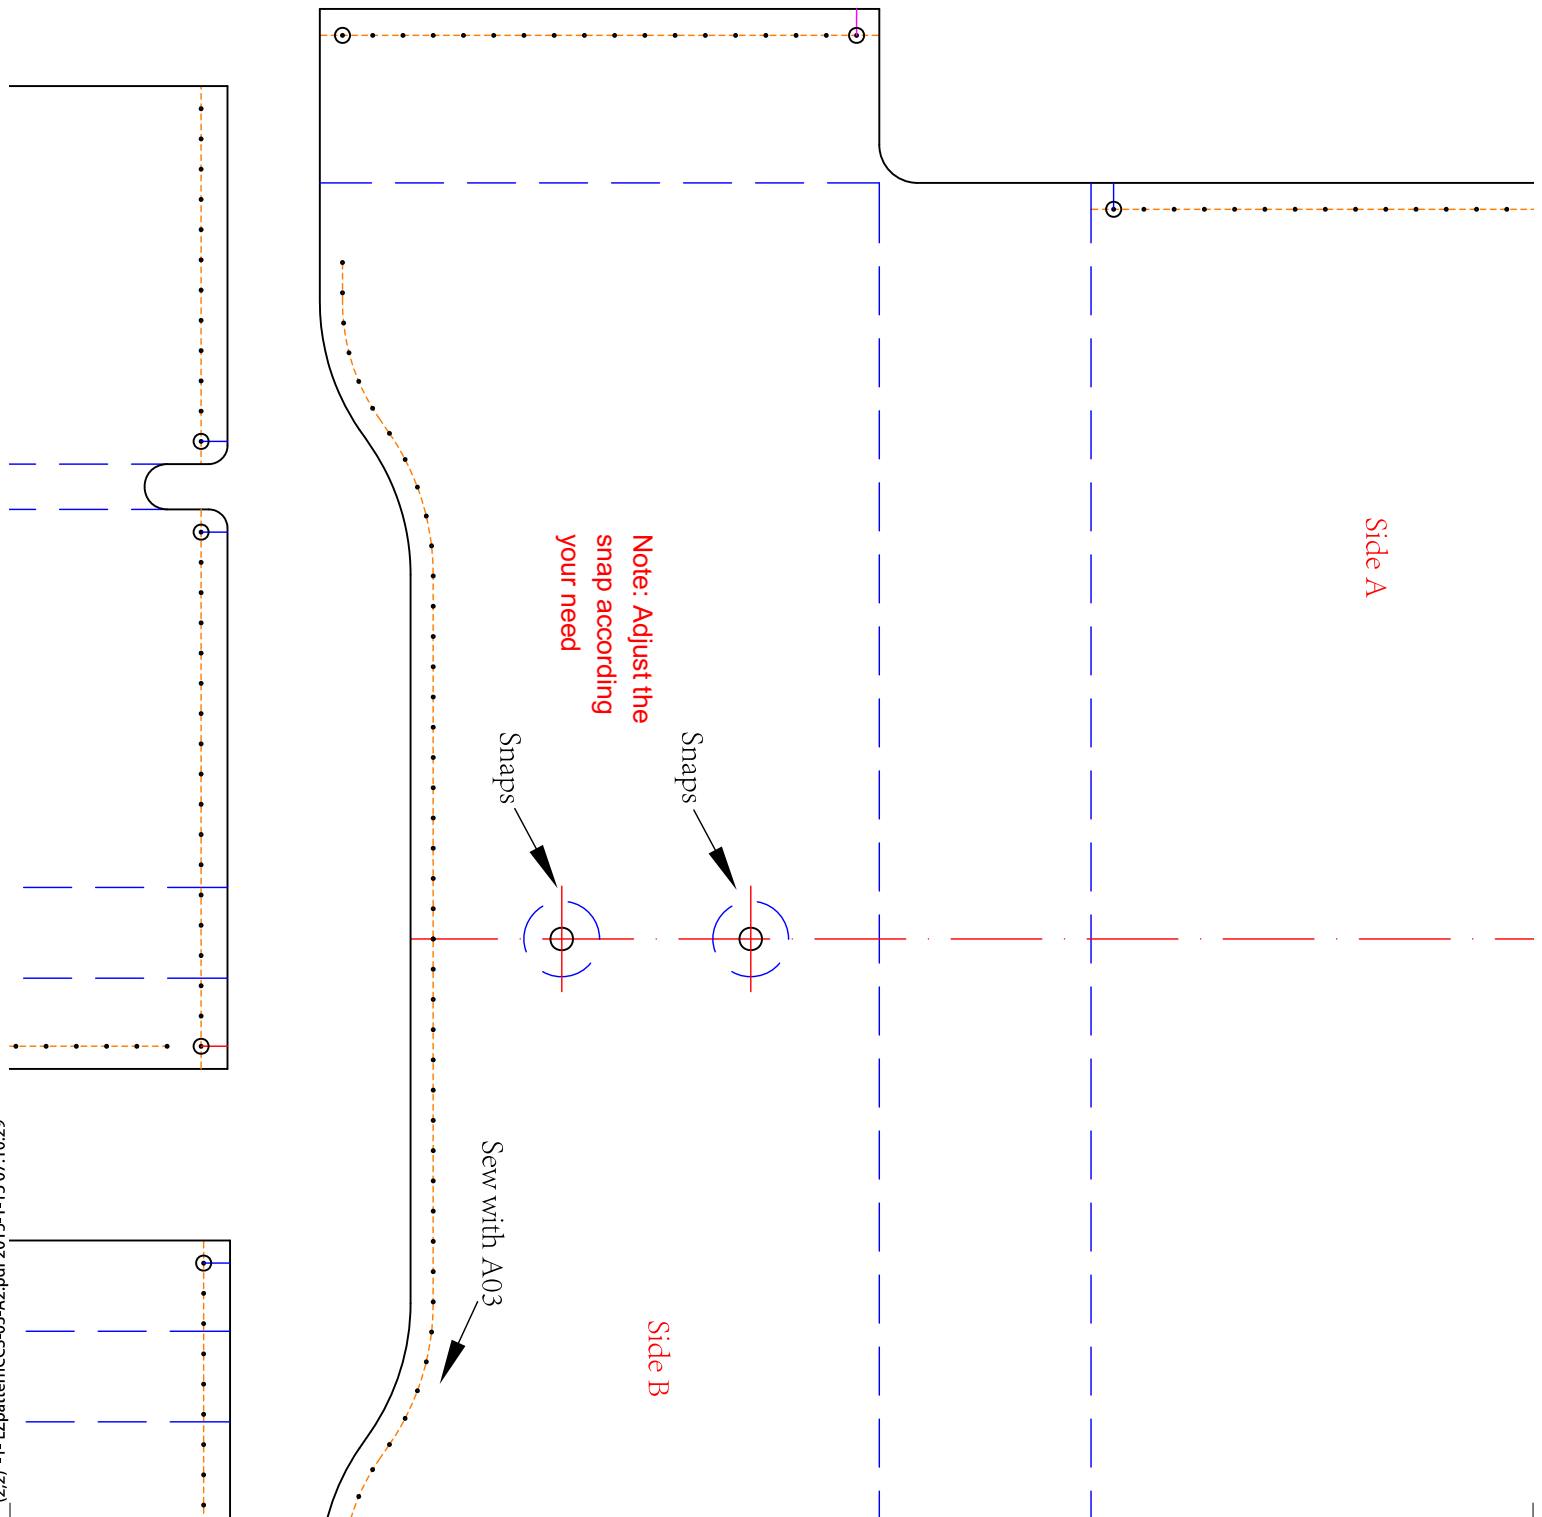 Side A
Note: Adjust the
snap according
your need
Snaps
Snaps
Sew with A03
Side B